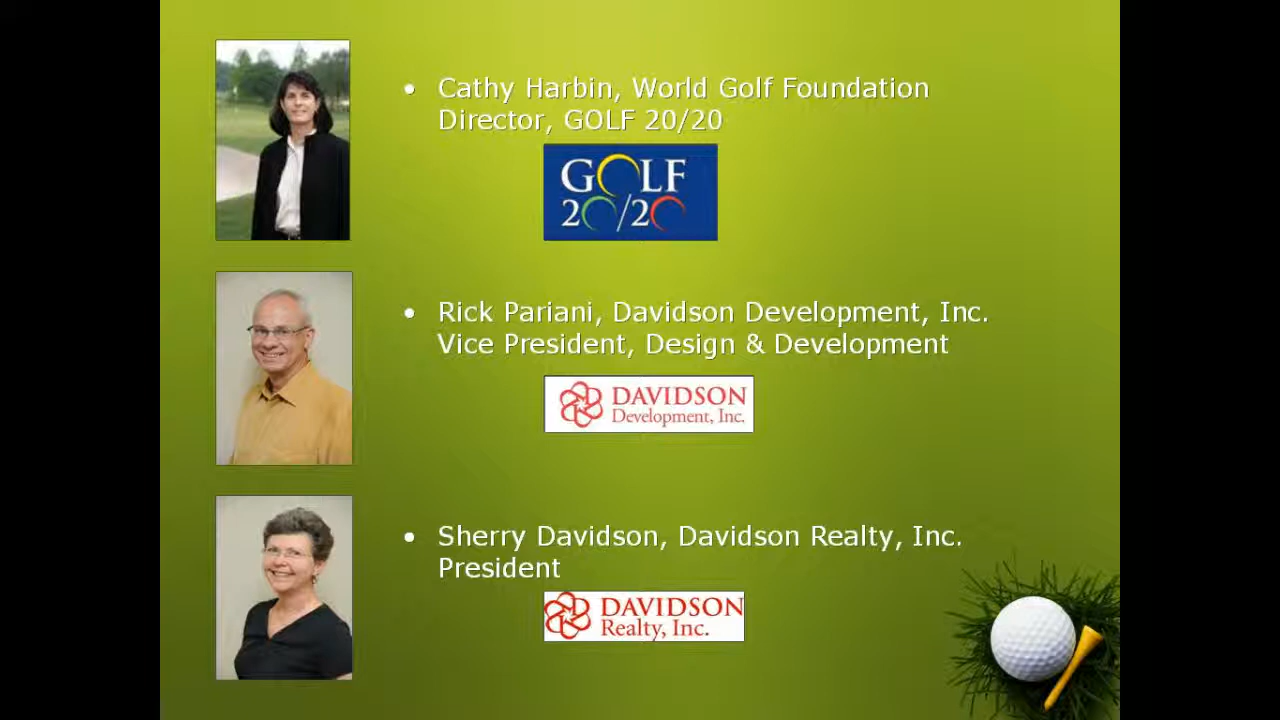 • Cathy Harbin, World Golf Foundation
Director, GOLF 20/20
GOLF
20/20
• Rick Pariani, Davidson Development, Inc.
Vice President, Design & Development
DAVIDSON
Development, Inc.
• Sherry Davidson, Davidson Realty, Inc.
President
DAVIDSON
Realty, Inc.